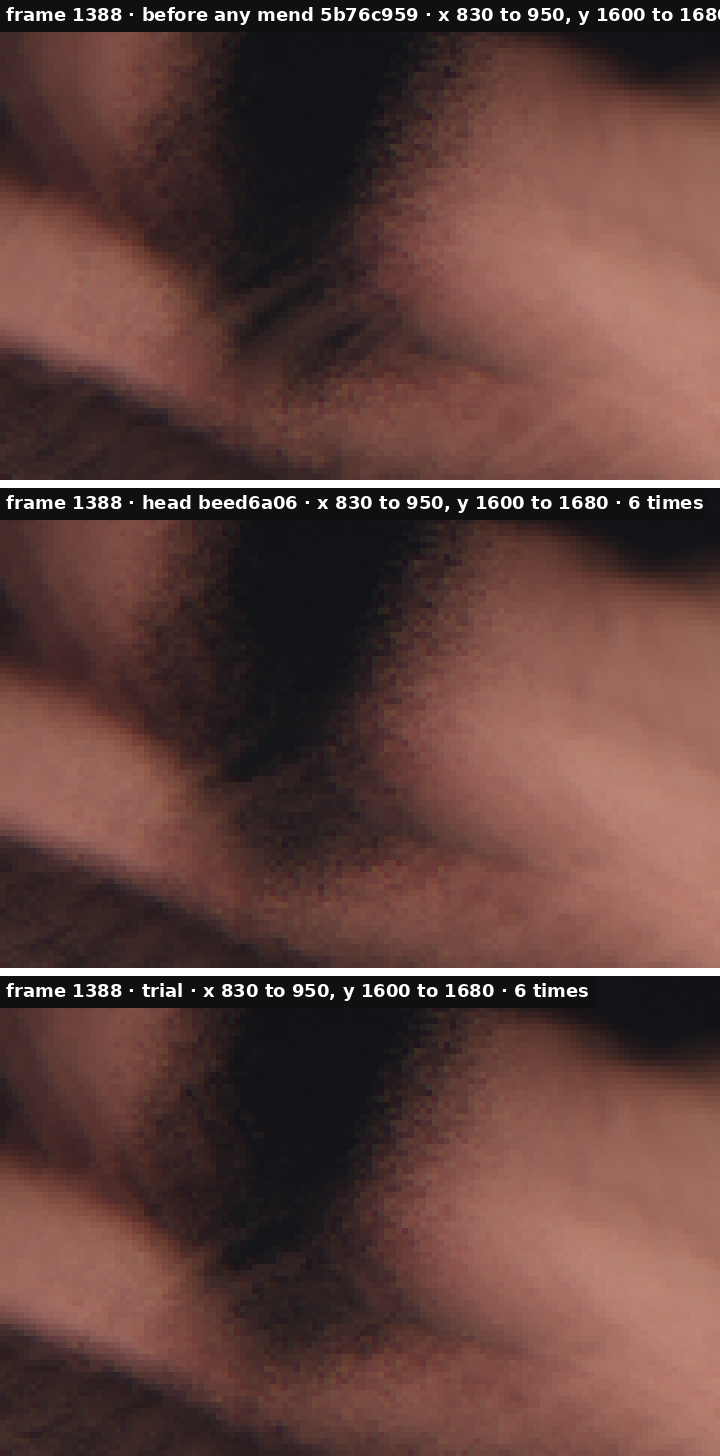 frame 1388 · before any mend 5b76c959 · x 830 to 950, y 1600 to 168
frame 1388 · head beed6a06 · x 830 to 950, y 1600 to 1680 · 6 times
frame 1388 · trial · x 830 to 950, y 1600 to 1680 · 6 times